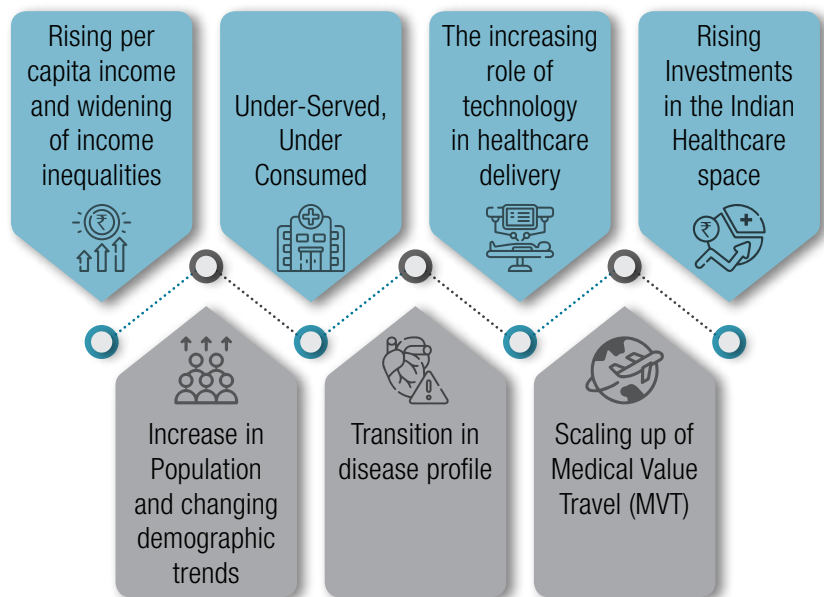 Rising per
capita income
and widening
of income
inequalities
₹
Under-Served,
Under
Consumed
The increasing
role of
technology
in healthcare
delivery
Rising
Investments
in the Indian
Healthcare
space
₹
Increase in
Population
and changing
demographic
trends
Transition in
disease profile
Scaling up of
Medical Value
Travel (MVT)